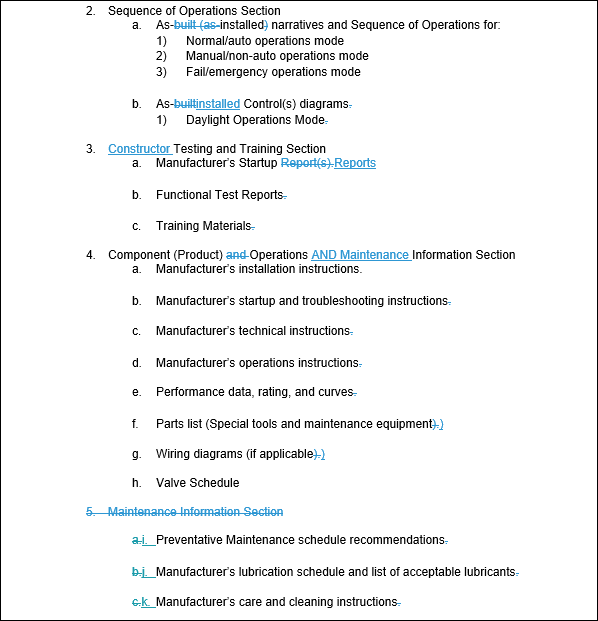 2. Sequence of Operations Section
a. As-built (as-installed) narratives and Sequence of Operations for:
1) Normal/auto operations mode
2) Manual/non-auto operations mode
3) Fail/emergency operations mode
b. As-builtinstalled Control(s) diagrams.
1) Daylight Operations Mode.
3. Constructor Testing and Training Section
a. Manufacturer's Startup Report(s).Reports
b. Functional Test Reports.
c. Training Materials.
4. Component (Product) and Operations AND Maintenance Information Section
a. Manufacturer's installation instructions.
b. Manufacturer's startup and troubleshooting instructions.
c. Manufacturer's technical instructions.
d. Manufacturer's operations instructions.
e. Performance data, rating, and curves.
f. Parts list (Special tools and maintenance equipment).)
g. Wiring diagrams (if applicable).)
h. Valve Schedule
5. Maintenance Information Section
a.i. Preventative Maintenance schedule recommendations.
b.j. Manufacturer's lubrication schedule and list of acceptable lubricants.
c.k. Manufacturer's care and cleaning instructions.